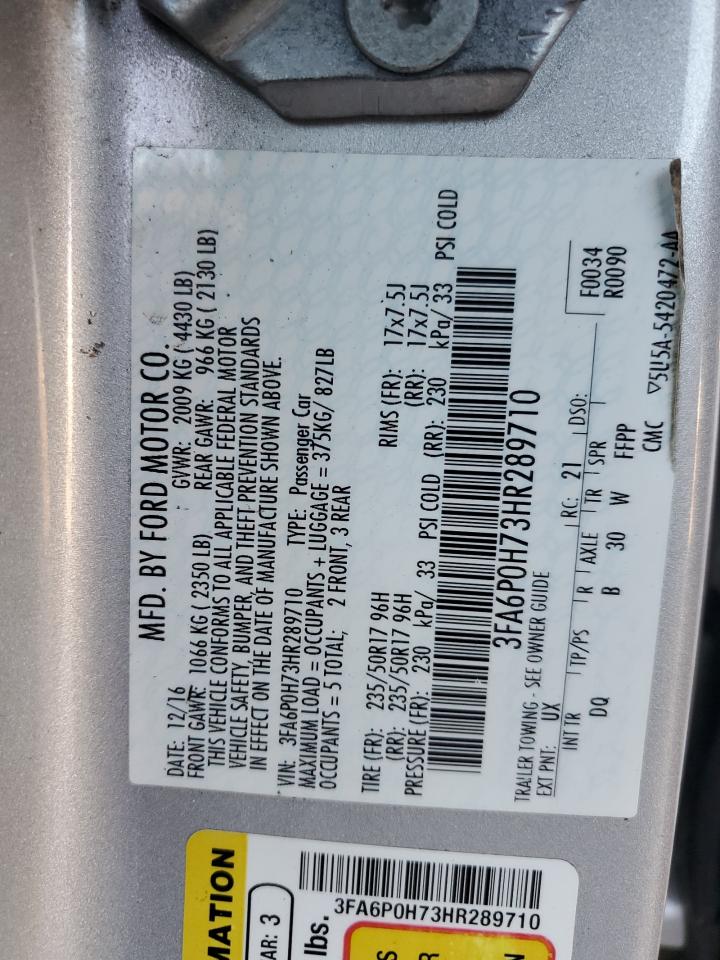 MFD. BY FORD MOTOR CO.
DATE: 12/16 GVWR: 2009 KG ( 4430 LB)
FRONT GAWR: 1066 KG ( 2350 LB) REAR GAWR: 966 KG ( 2130 LB)
THIS VEHICLE CONFORMS TO ALL APPLICABLE FEDERAL MOTOR
VEHICLE SAFETY, BUMPER, AND THEFT PREVENTION STANDARDS
IN EFFECT ON THE DATE OF MANUFACTURE SHOWN ABOVE.
VIN: 3FA6P0H73HR289710 TYPE: Passenger Car
MAXIMUM LOAD = OCCUPANTS + LUGGAGE = 375KG/ 827LB
OCCUPANTS = 5 TOTAL; 2 FRONT, 3 REAR
TIRE (FR): 235/50R17 96H RIMS (FR): 17x7.5J
(RR): 235/50R17 96H (RR): 17x7.5J
PRESSURE (FR): 230 kPa/ 33 PSI COLD (RR): 230 kPa/ 33 PSI COLD
3FA6P0H73HR289710
TRAILER TOWING - SEE OWNER GUIDE
EXT PNT: UX RC: 21 DSO: F0034
R0090
INT TR TP/PS R AXLE TR SPR
DQ B 30 W FFPP
CMC ▽5U5A-5420472-AA
MATION
AR: 3
lbs.
3FA6P0H73HR289710
S
R
N